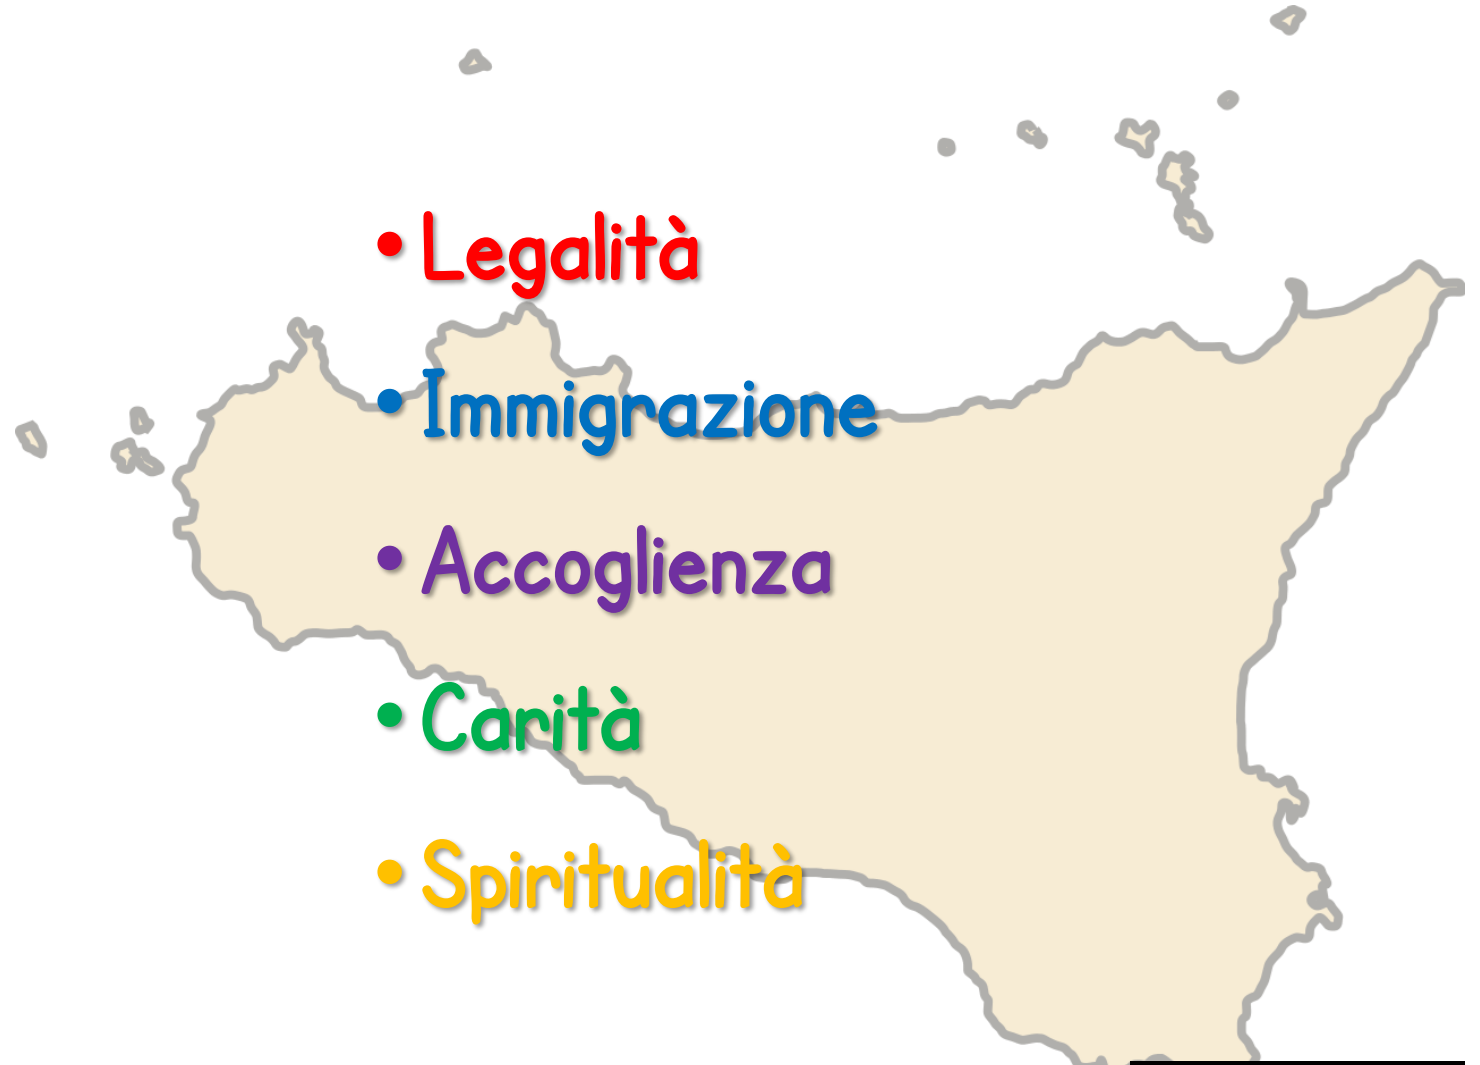 • Legalità
• Immigrazione
• Accoglienza
• Carità
• Spiritualità